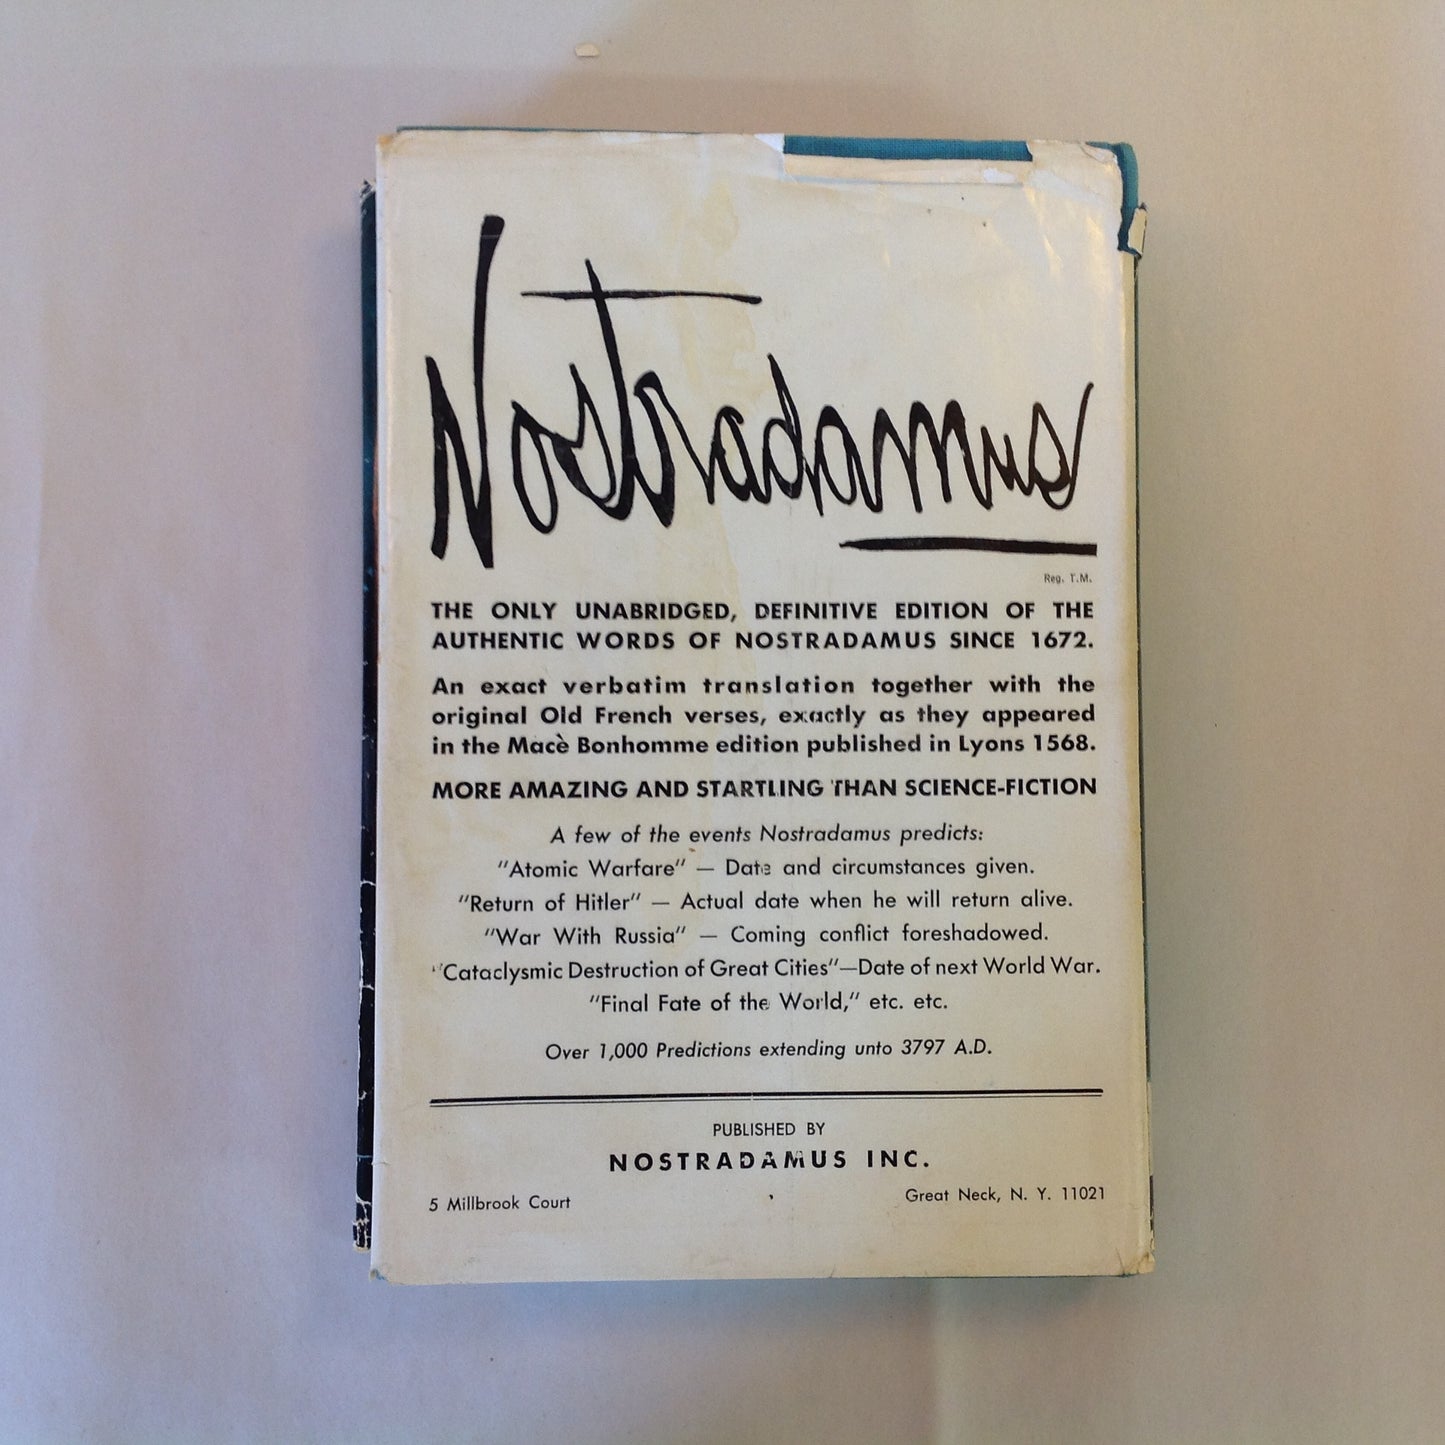 Nostradamus
Reg. T.M.
THE ONLY UNABRIDGED, DEFINITIVE EDITION OF THE
AUTHENTIC WORDS OF NOSTRADAMUS SINCE 1672.
An exact verbatim translation together with the
original Old French verses, exactly as they appeared
in the Macè Bonhomme edition published in Lyons 1568.
MORE AMAZING AND STARTLING THAN SCIENCE-FICTION
A few of the events Nostradamus predicts:
"Atomic Warfare" — Date and circumstances given.
"Return of Hitler" — Actual date when he will return alive.
"War With Russia" — Coming conflict foreshadowed.
"Cataclysmic Destruction of Great Cities"—Date of next World War.
"Final Fate of the World," etc. etc.
Over 1,000 Predictions extending unto 3797 A.D.
PUBLISHED BY
NOSTRADAMUS INC.
5 Millbrook Court Great Neck, N. Y. 11021